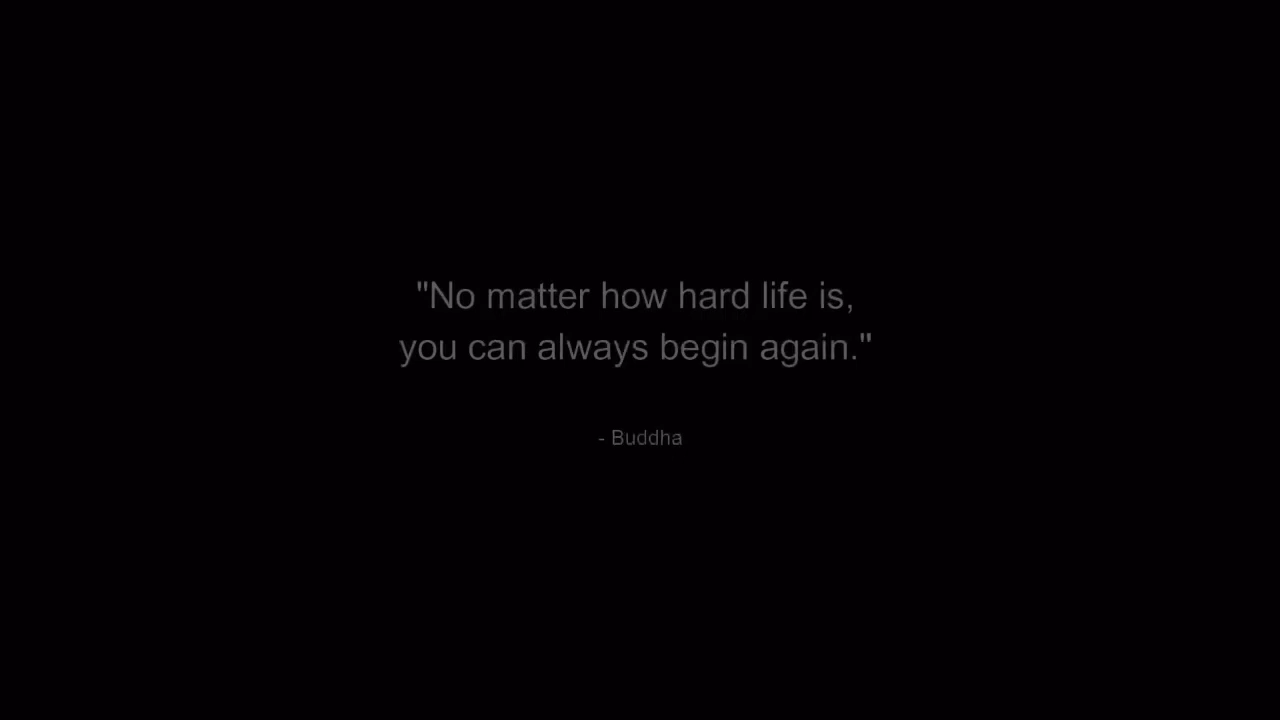 "No matter how hard life is,
you can always begin again."
- Buddha